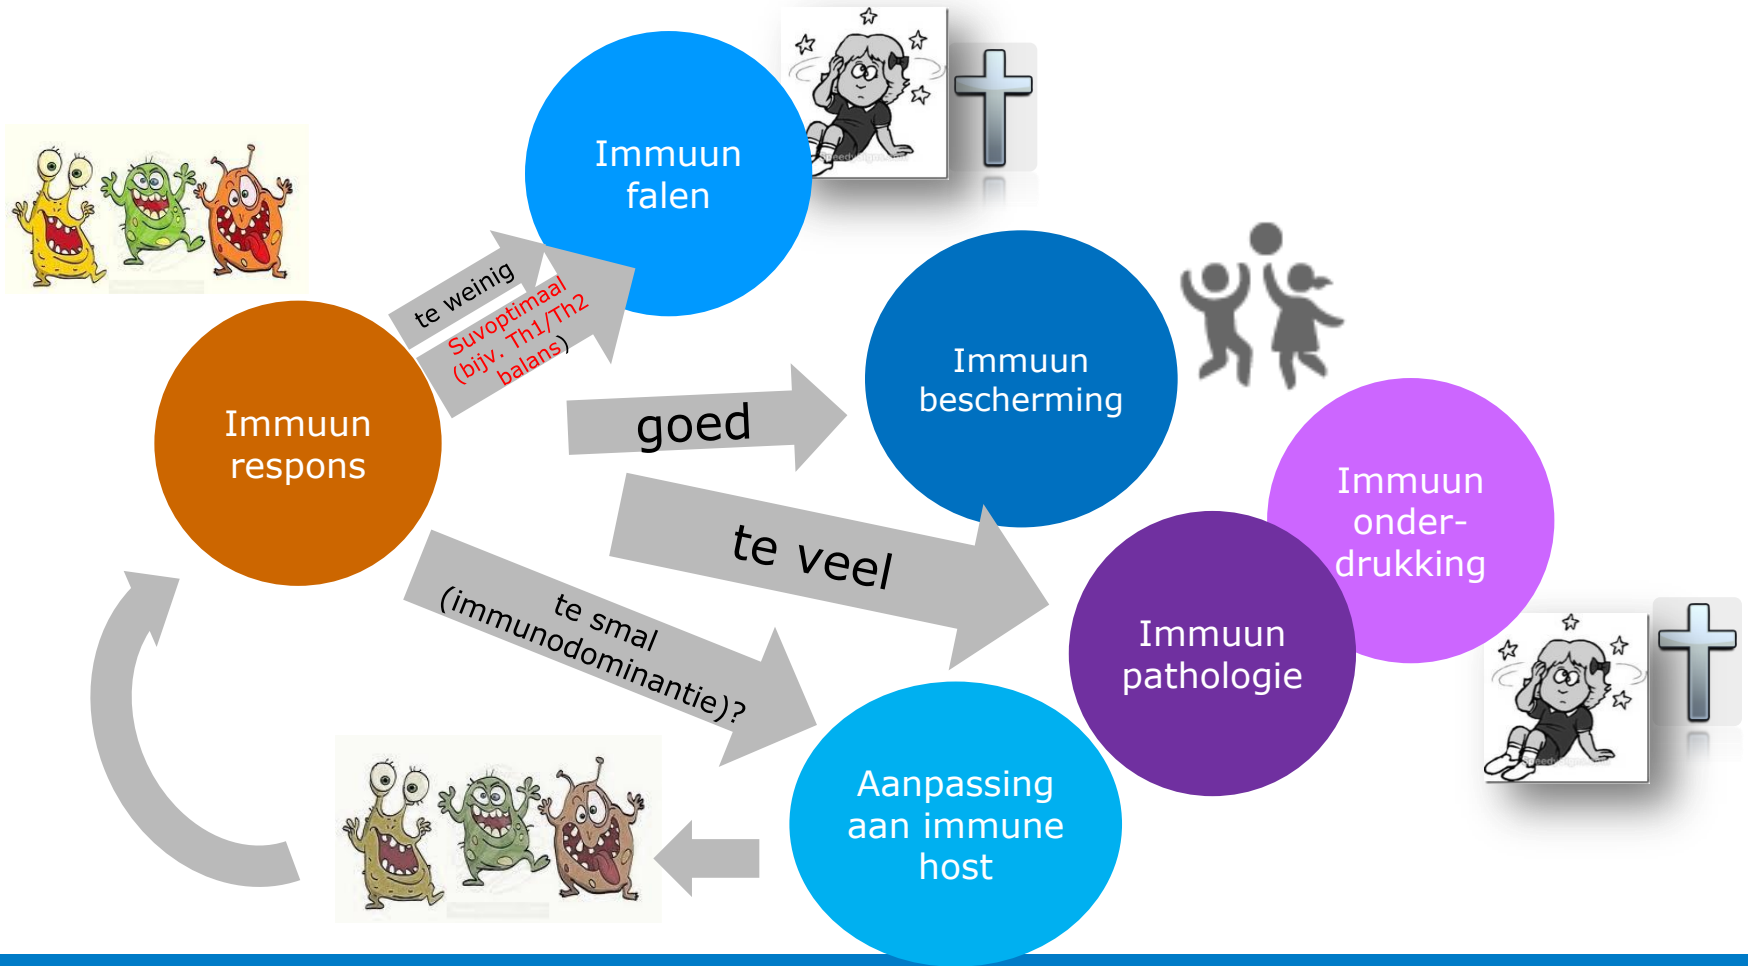 Immuun
falen
te weinig
Suvoptimaal
(bijv. Th1/Th2
balans)
Immuun
respons
goed
Immuun
bescherming
te veel
Immuun
onder-
drukking
te smal
(immunodominantie)?
Immuun
pathologie
Aanpassing
aan immune
host